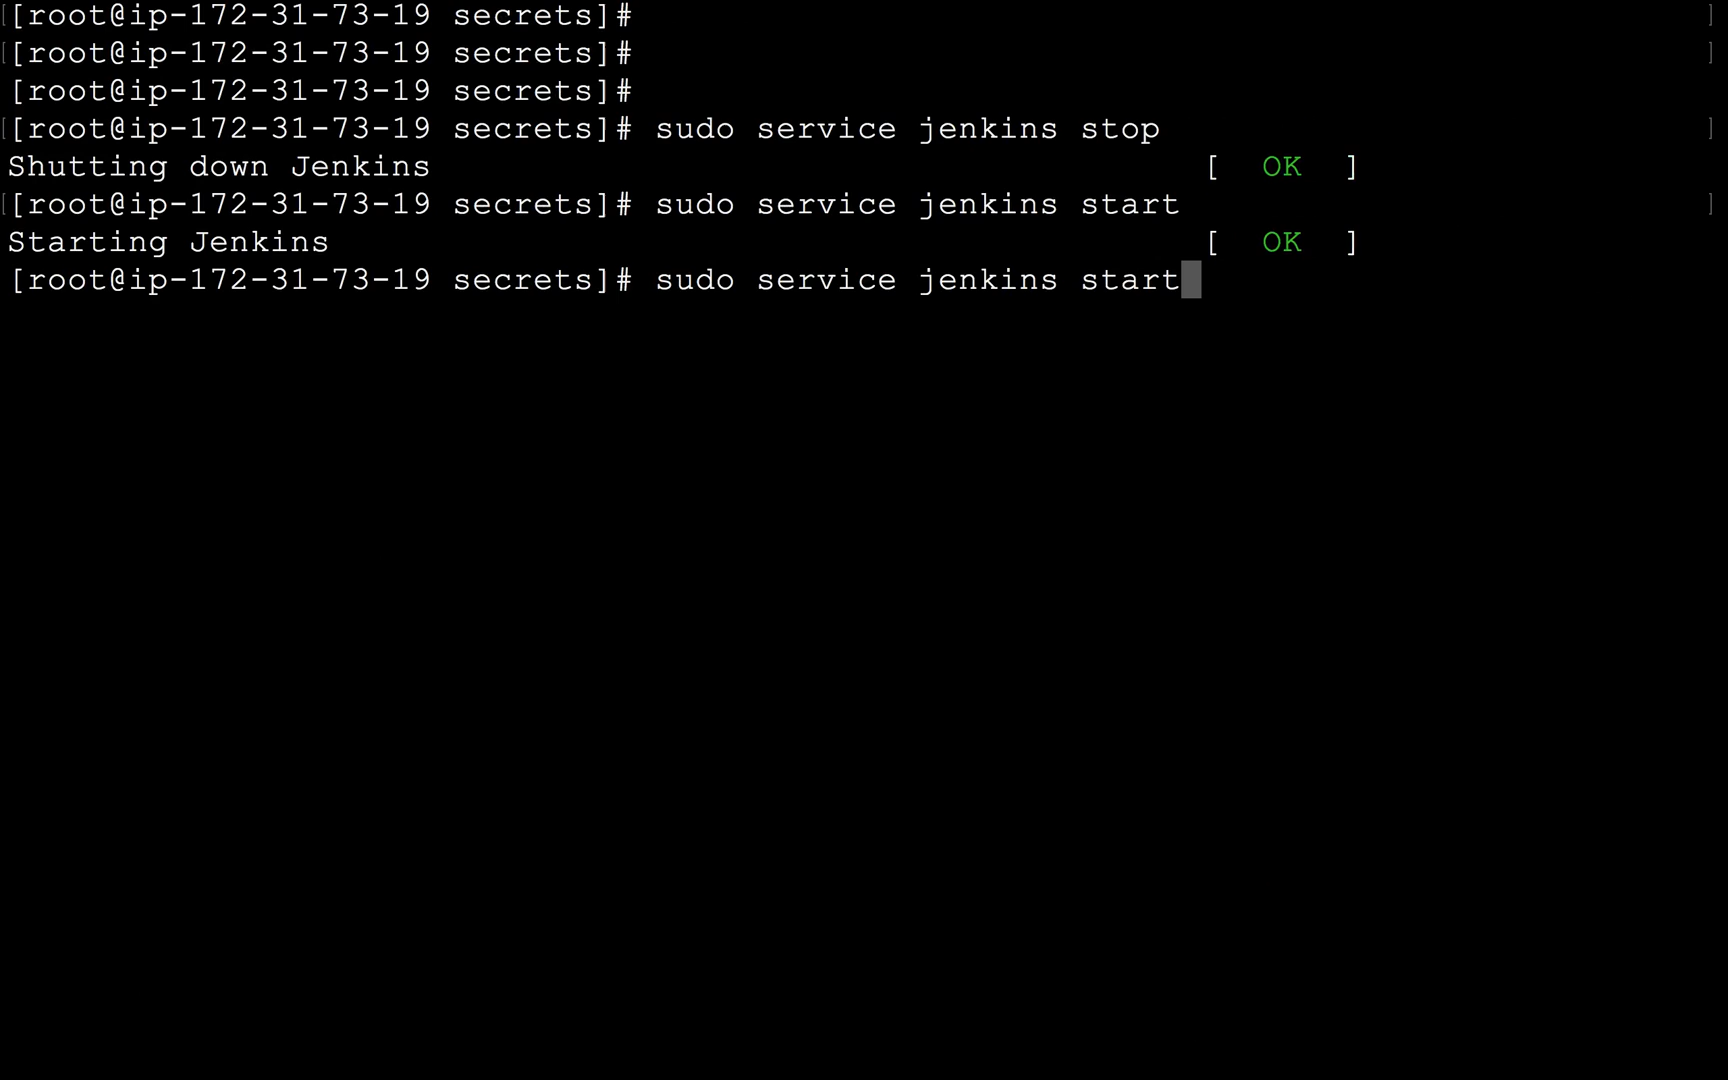 [[root@ip-172-31-73-19 secrets]# ]
[[root@ip-172-31-73-19 secrets]# ]
[root@ip-172-31-73-19 secrets]#
[[root@ip-172-31-73-19 secrets]# sudo service jenkins stop ]
Shutting down Jenkins [  OK  ]
[[root@ip-172-31-73-19 secrets]# sudo service jenkins start ]
Starting Jenkins [  OK  ]
[root@ip-172-31-73-19 secrets]# sudo service jenkins start